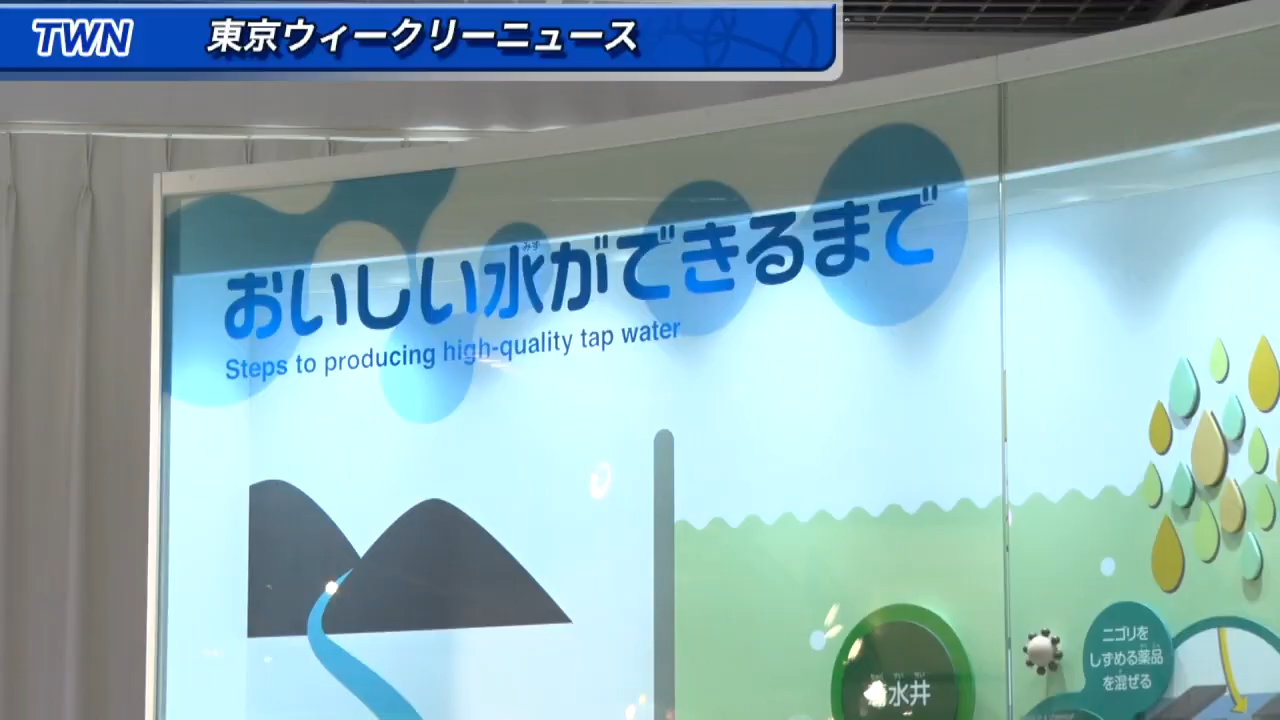 TWN 東京ウィークリーニュース
おいしい水ができるまで
みず
Steps to producing high-quality tap water
水井
ニゴリを
しずめる薬品
を混ぜる